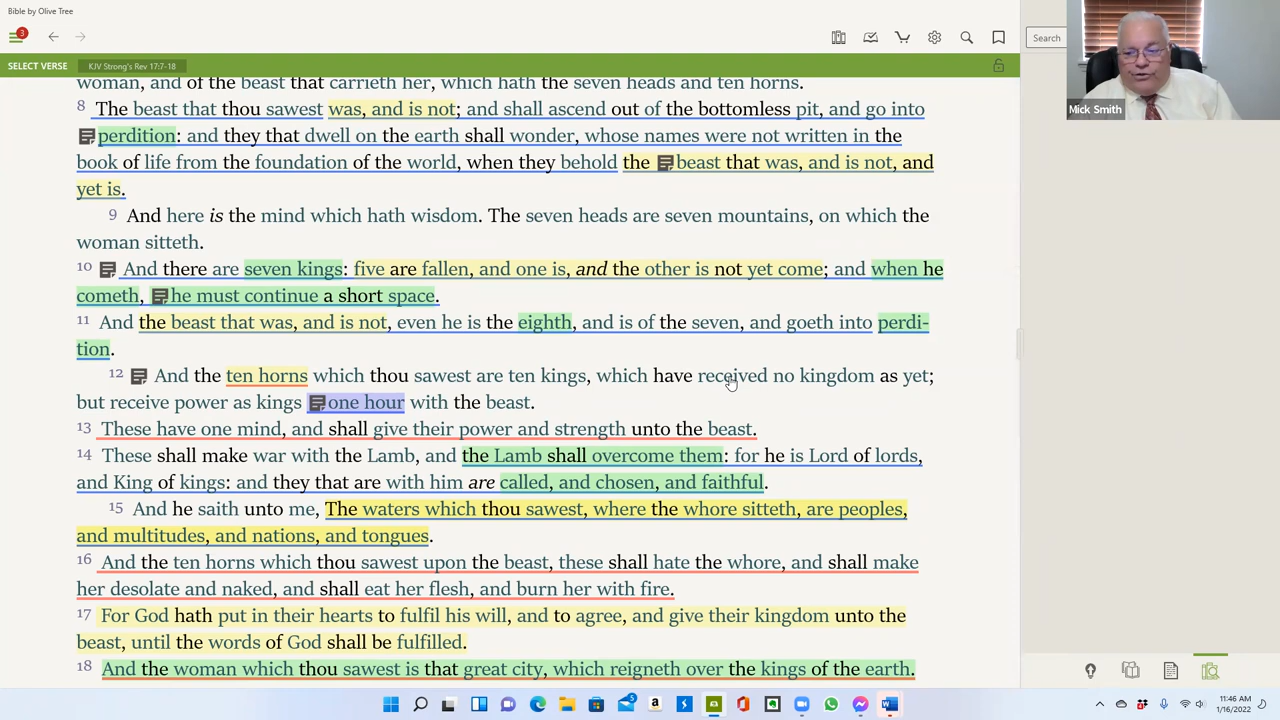 Bible by Olive Tree
3
SELECT VERSE KJV Strong's Rev 17:7-18
Search
Mick Smith
woman, and of the beast that carrieth her, which hath the seven heads and ten horns.
8 The beast that thou sawest was, and is not; and shall ascend out of the bottomless pit, and go into
perdition: and they that dwell on the earth shall wonder, whose names were not written in the
book of life from the foundation of the world, when they behold the beast that was, and is not, and
yet is.
9 And here is the mind which hath wisdom. The seven heads are seven mountains, on which the
woman sitteth.
10 And there are seven kings: five are fallen, and one is, and the other is not yet come; and when he
cometh, he must continue a short space.
11 And the beast that was, and is not, even he is the eighth, and is of the seven, and goeth into perdi-
tion.
12 And the ten horns which thou sawest are ten kings, which have received no kingdom as yet;
but receive power as kings one hour with the beast.
13 These have one mind, and shall give their power and strength unto the beast.
14 These shall make war with the Lamb, and the Lamb shall overcome them: for he is Lord of lords,
and King of kings: and they that are with him are called, and chosen, and faithful.
15 And he saith unto me, The waters which thou sawest, where the whore sitteth, are peoples,
and multitudes, and nations, and tongues.
16 And the ten horns which thou sawest upon the beast, these shall hate the whore, and shall make
her desolate and naked, and shall eat her flesh, and burn her with fire.
17 For God hath put in their hearts to fulfil his will, and to agree, and give their kingdom unto the
beast, until the words of God shall be fulfilled.
18 And the woman which thou sawest is that great city, which reigneth over the kings of the earth.
11:46 AM
1/16/2022